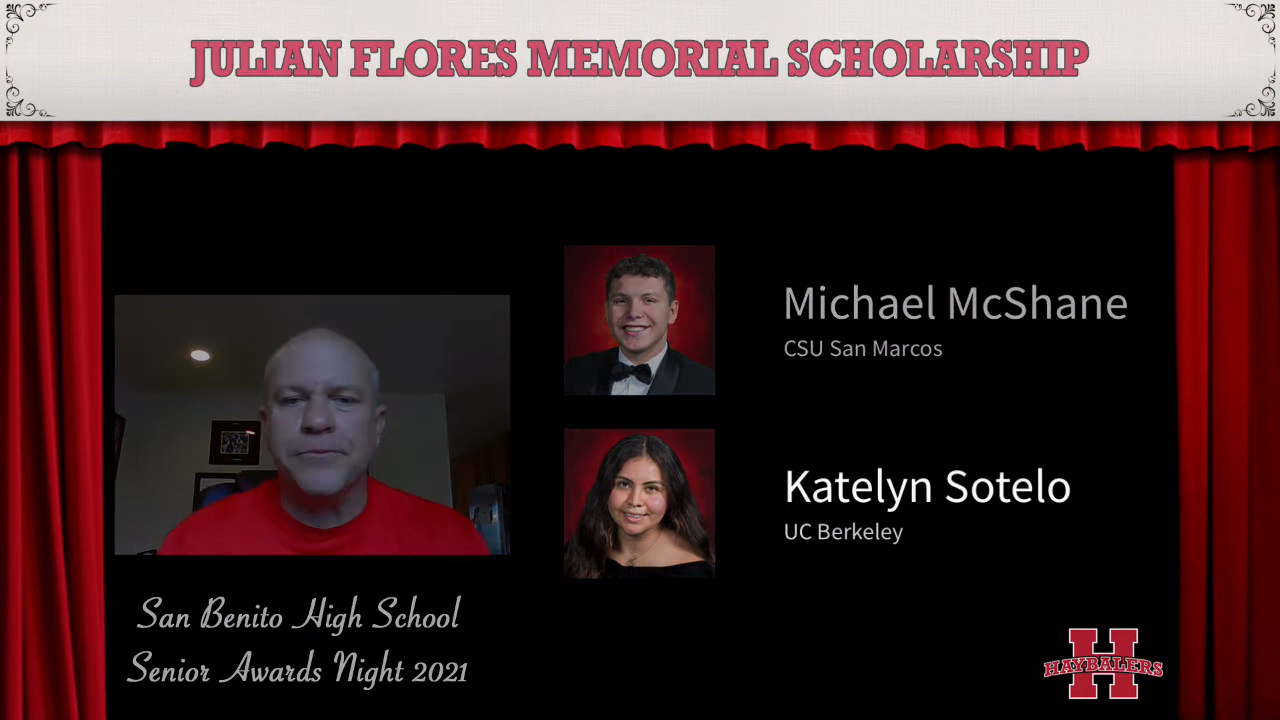 JULIAN FLORES MEMORIAL SCHOLARSHIP
Michael McShane
CSU San Marcos
Katelyn Sotelo
UC Berkeley
San Benito High School
Senior Awards Night 2021
H
HAYBALERS